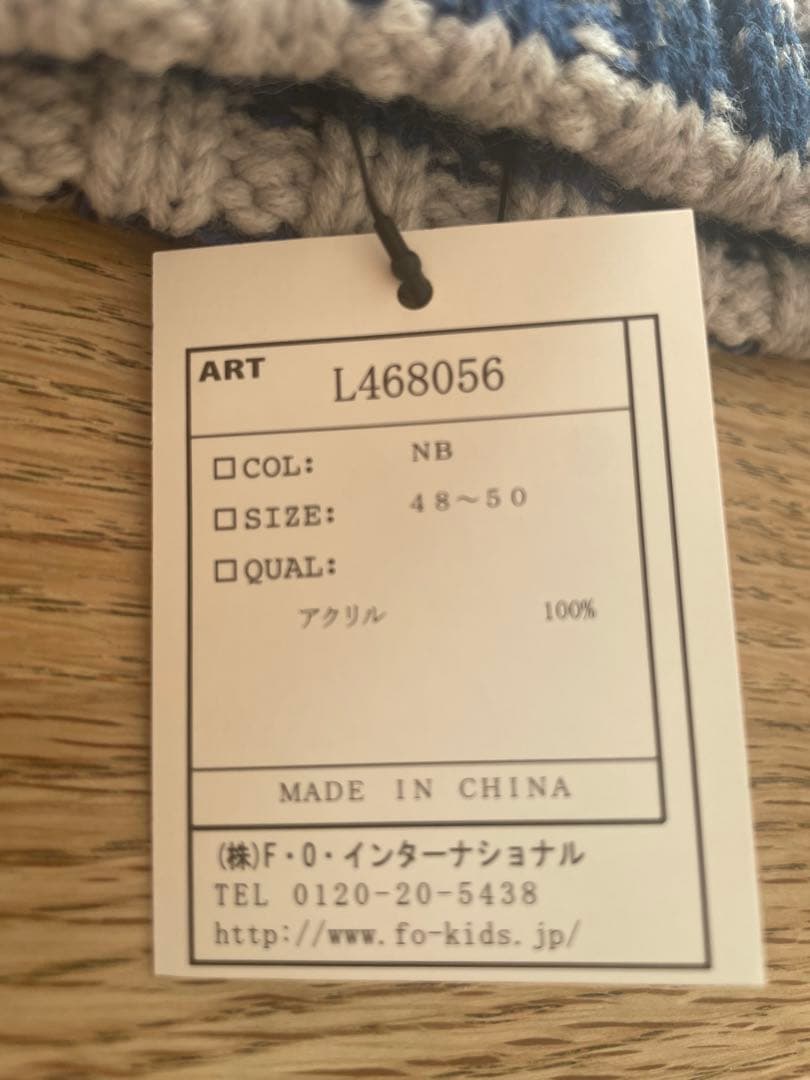 ART L468056
□COL: NB
□SIZE: 48〜50
□QUAL:
アクリル 100%
MADE IN CHINA
(株)F・O・インターナショナル
TEL 0120-20-5438
http://www.fo-kids.jp/